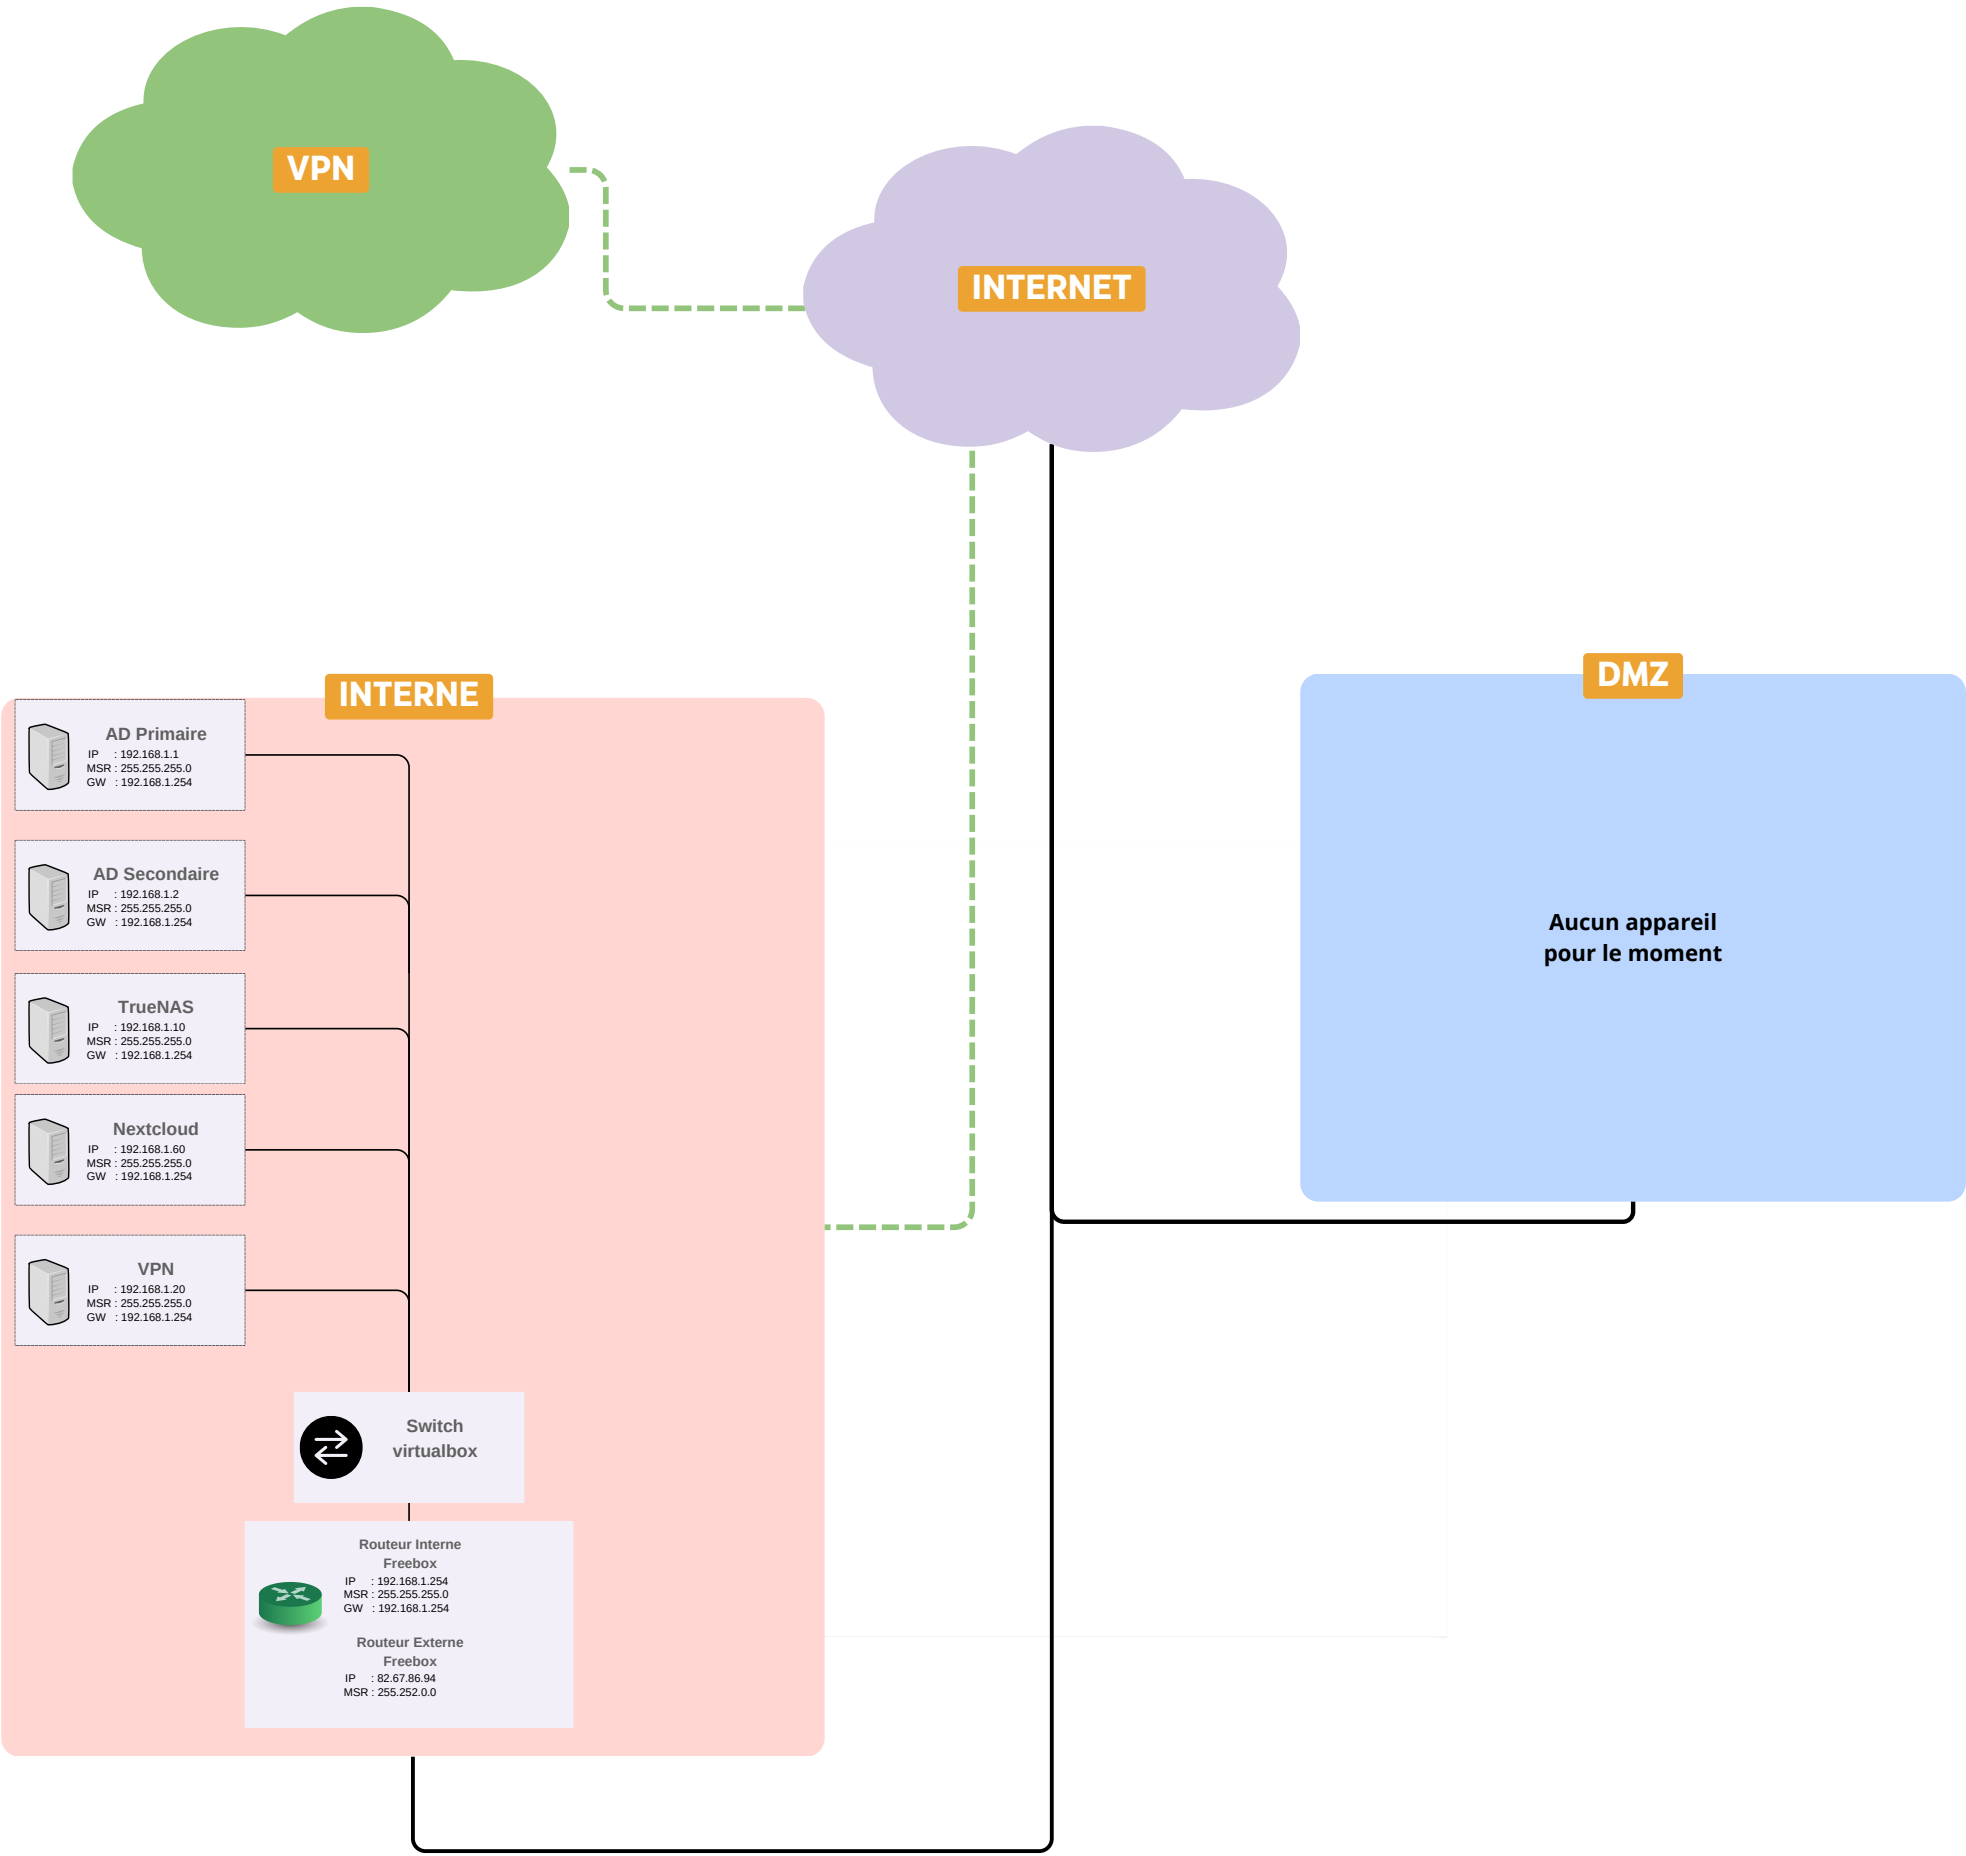 VPN
INTERNET
INTERNE
AD Primaire
IP : 192.168.1.1
MSR : 255.255.255.0
GW : 192.168.1.254
AD Secondaire
IP : 192.168.1.2
MSR : 255.255.255.0
GW : 192.168.1.254
TrueNAS
IP : 192.168.1.10
MSR : 255.255.255.0
GW : 192.168.1.254
Nextcloud
IP : 192.168.1.60
MSR : 255.255.255.0
GW : 192.168.1.254
VPN
IP : 192.168.1.20
MSR : 255.255.255.0
GW : 192.168.1.254
Switch
virtualbox
Routeur Interne
Freebox
IP : 192.168.1.254
MSR : 255.255.255.0
GW : 192.168.1.254
Routeur Externe
Freebox
IP : 82.67.86.94
MSR : 255.252.0.0
DMZ
Aucun appareil
pour le moment